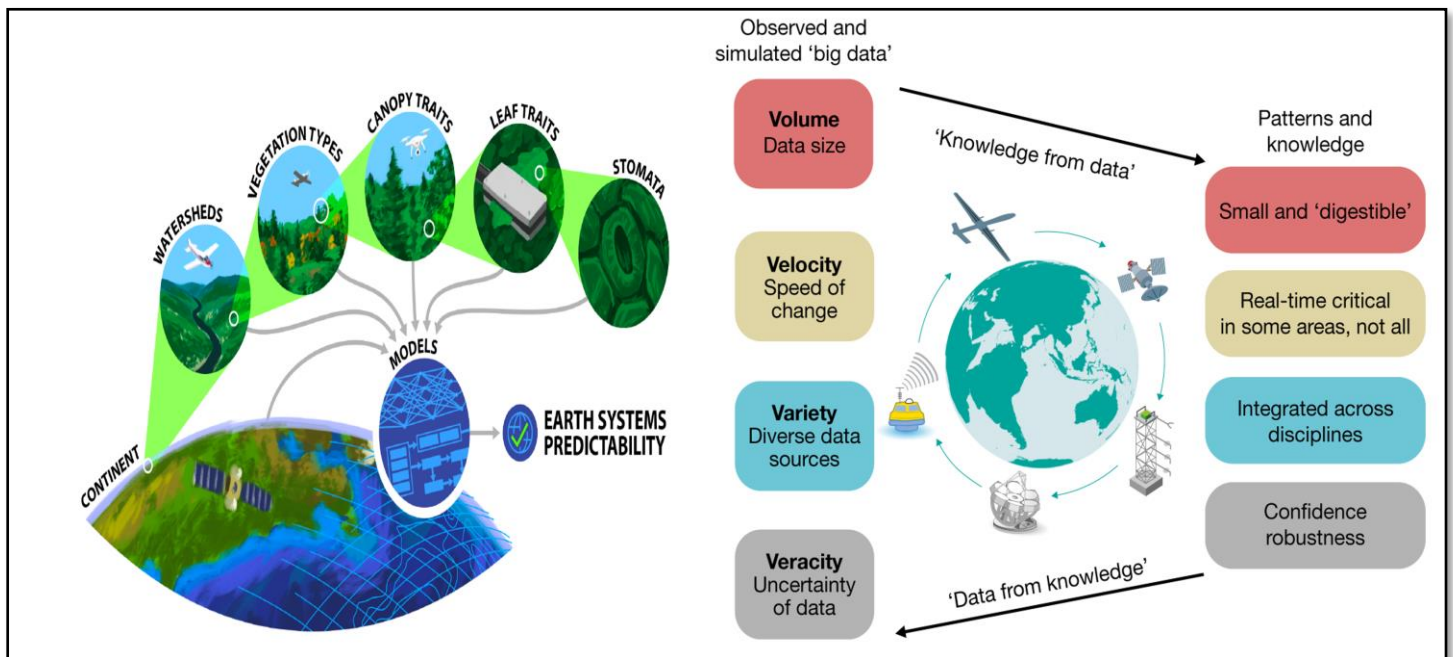 WATERSHEDS
VEGETATION TYPES
CANOPY TRAITS
LEAF TRAITS
STOMATA
CONTINENT
MODELS
EARTH SYSTEMS
PREDICTABILITY
Observed and
simulated ‘big data’
Volume
Data size
Velocity
Speed of
change
Variety
Diverse data
sources
Veracity
Uncertainty
of data
‘Knowledge from data’
‘Data from knowledge’
Patterns and
knowledge
Small and ‘digestible’
Real-time critical
in some areas, not all
Integrated across
disciplines
Confidence
robustness